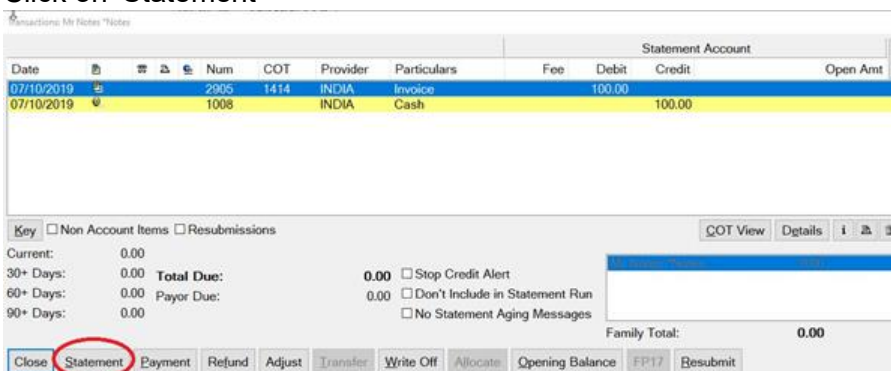 Transactions: Mr Notes "Notes
Statement Account
Date Num COT Provider Particulars Fee Debit Credit Open Amt
07/10/2019 2905 1414 INDIA Invoice 100.00
07/10/2019 1008 INDIA Cash 100.00
Key Non Account Items Resubmissions COT View Details i
Current: 0.00
30+ Days: 0.00 Total Due: 0.00 Stop Credit Alert
60+ Days: 0.00 Payor Due: 0.00 Don't Include in Statement Run
90+ Days: 0.00 No Statement Aging Messages
Family Total: 0.00
Close Statement Payment Refund Adjust Transfer Write Off Allocate Opening Balance FP17 Resubmit